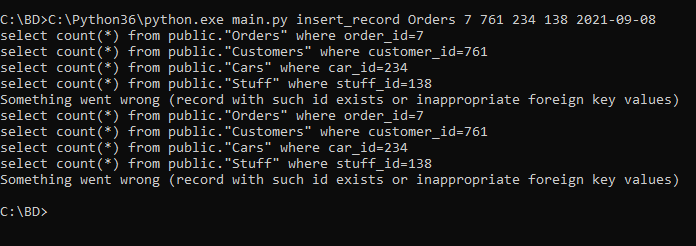 C:\BD>C:\Python36\python.exe main.py insert_record Orders 7 761 234 138 2021-09-08
select count(*) from public."Orders" where order_id=7
select count(*) from public."Customers" where customer_id=761
select count(*) from public."Cars" where car_id=234
select count(*) from public."Stuff" where stuff_id=138
Something went wrong (record with such id exists or inappropriate foreign key values)
select count(*) from public."Orders" where order_id=7
select count(*) from public."Customers" where customer_id=761
select count(*) from public."Cars" where car_id=234
select count(*) from public."Stuff" where stuff_id=138
Something went wrong (record with such id exists or inappropriate foreign key values)
C:\BD>